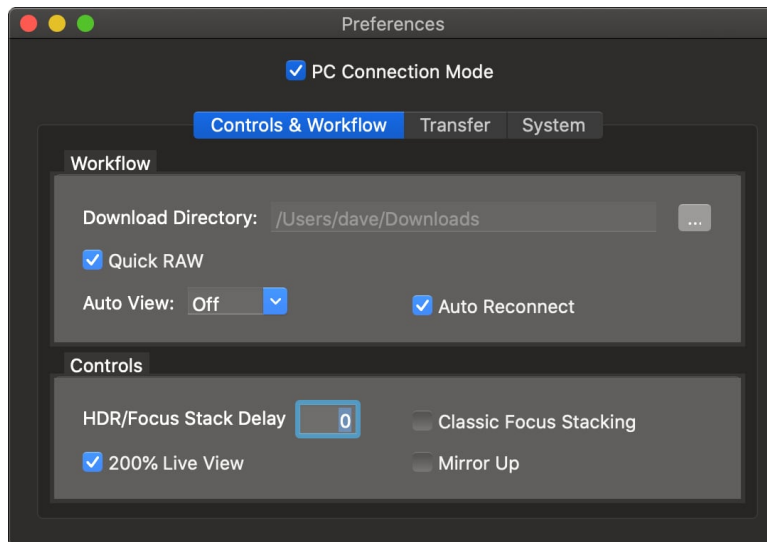 Preferences
PC Connection Mode
Controls & Workflow Transfer System
Workflow
Download Directory: /Users/dave/Downloads ...
Quick RAW
Auto View: Off Auto Reconnect
Controls
HDR/Focus Stack Delay 0 Classic Focus Stacking
200% Live View Mirror Up